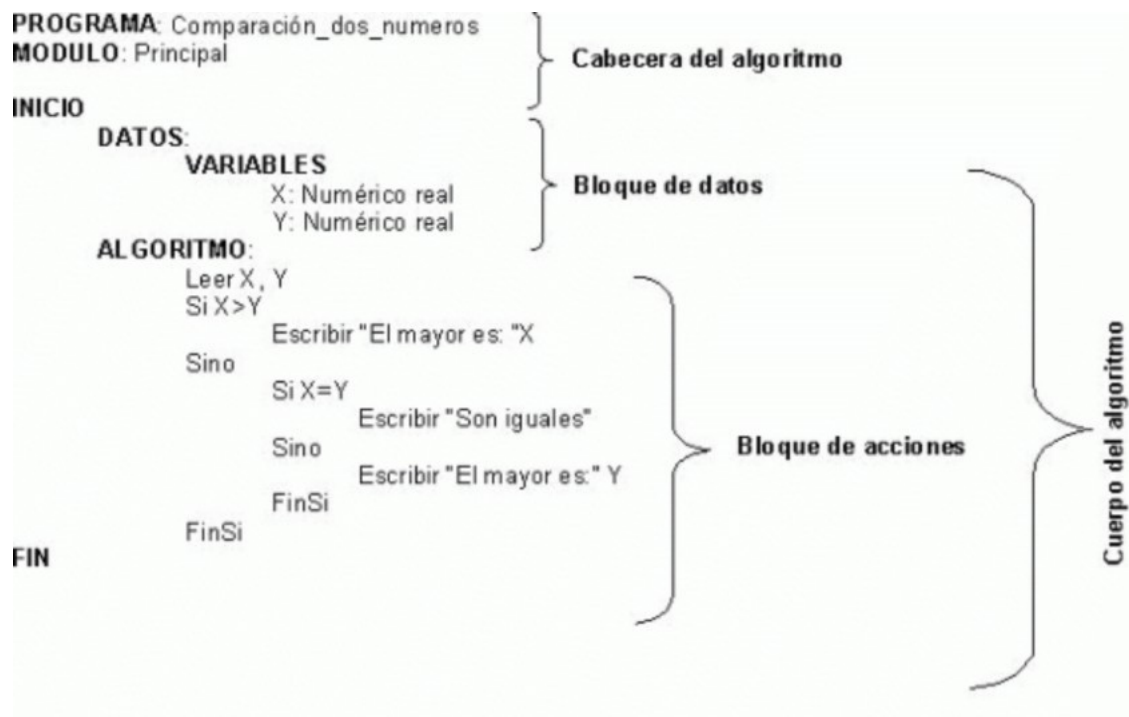 PROGRAMA: Comparación_dos_numeros
MODULO: Principal
Cabecera del algoritmo
INICIO
DATOS:
VARIABLES
X: Numérico real
Y: Numérico real
Bloque de datos
ALGORITMO:
Leer X, Y
Si X>Y
Escribir "El mayor es: "X
Sino
Si X=Y
Escribir "Son iguales"
Sino
Escribir "El mayor es:" Y
FinSi
FinSi
Bloque de acciones
FIN
Cuerpo del algoritmo